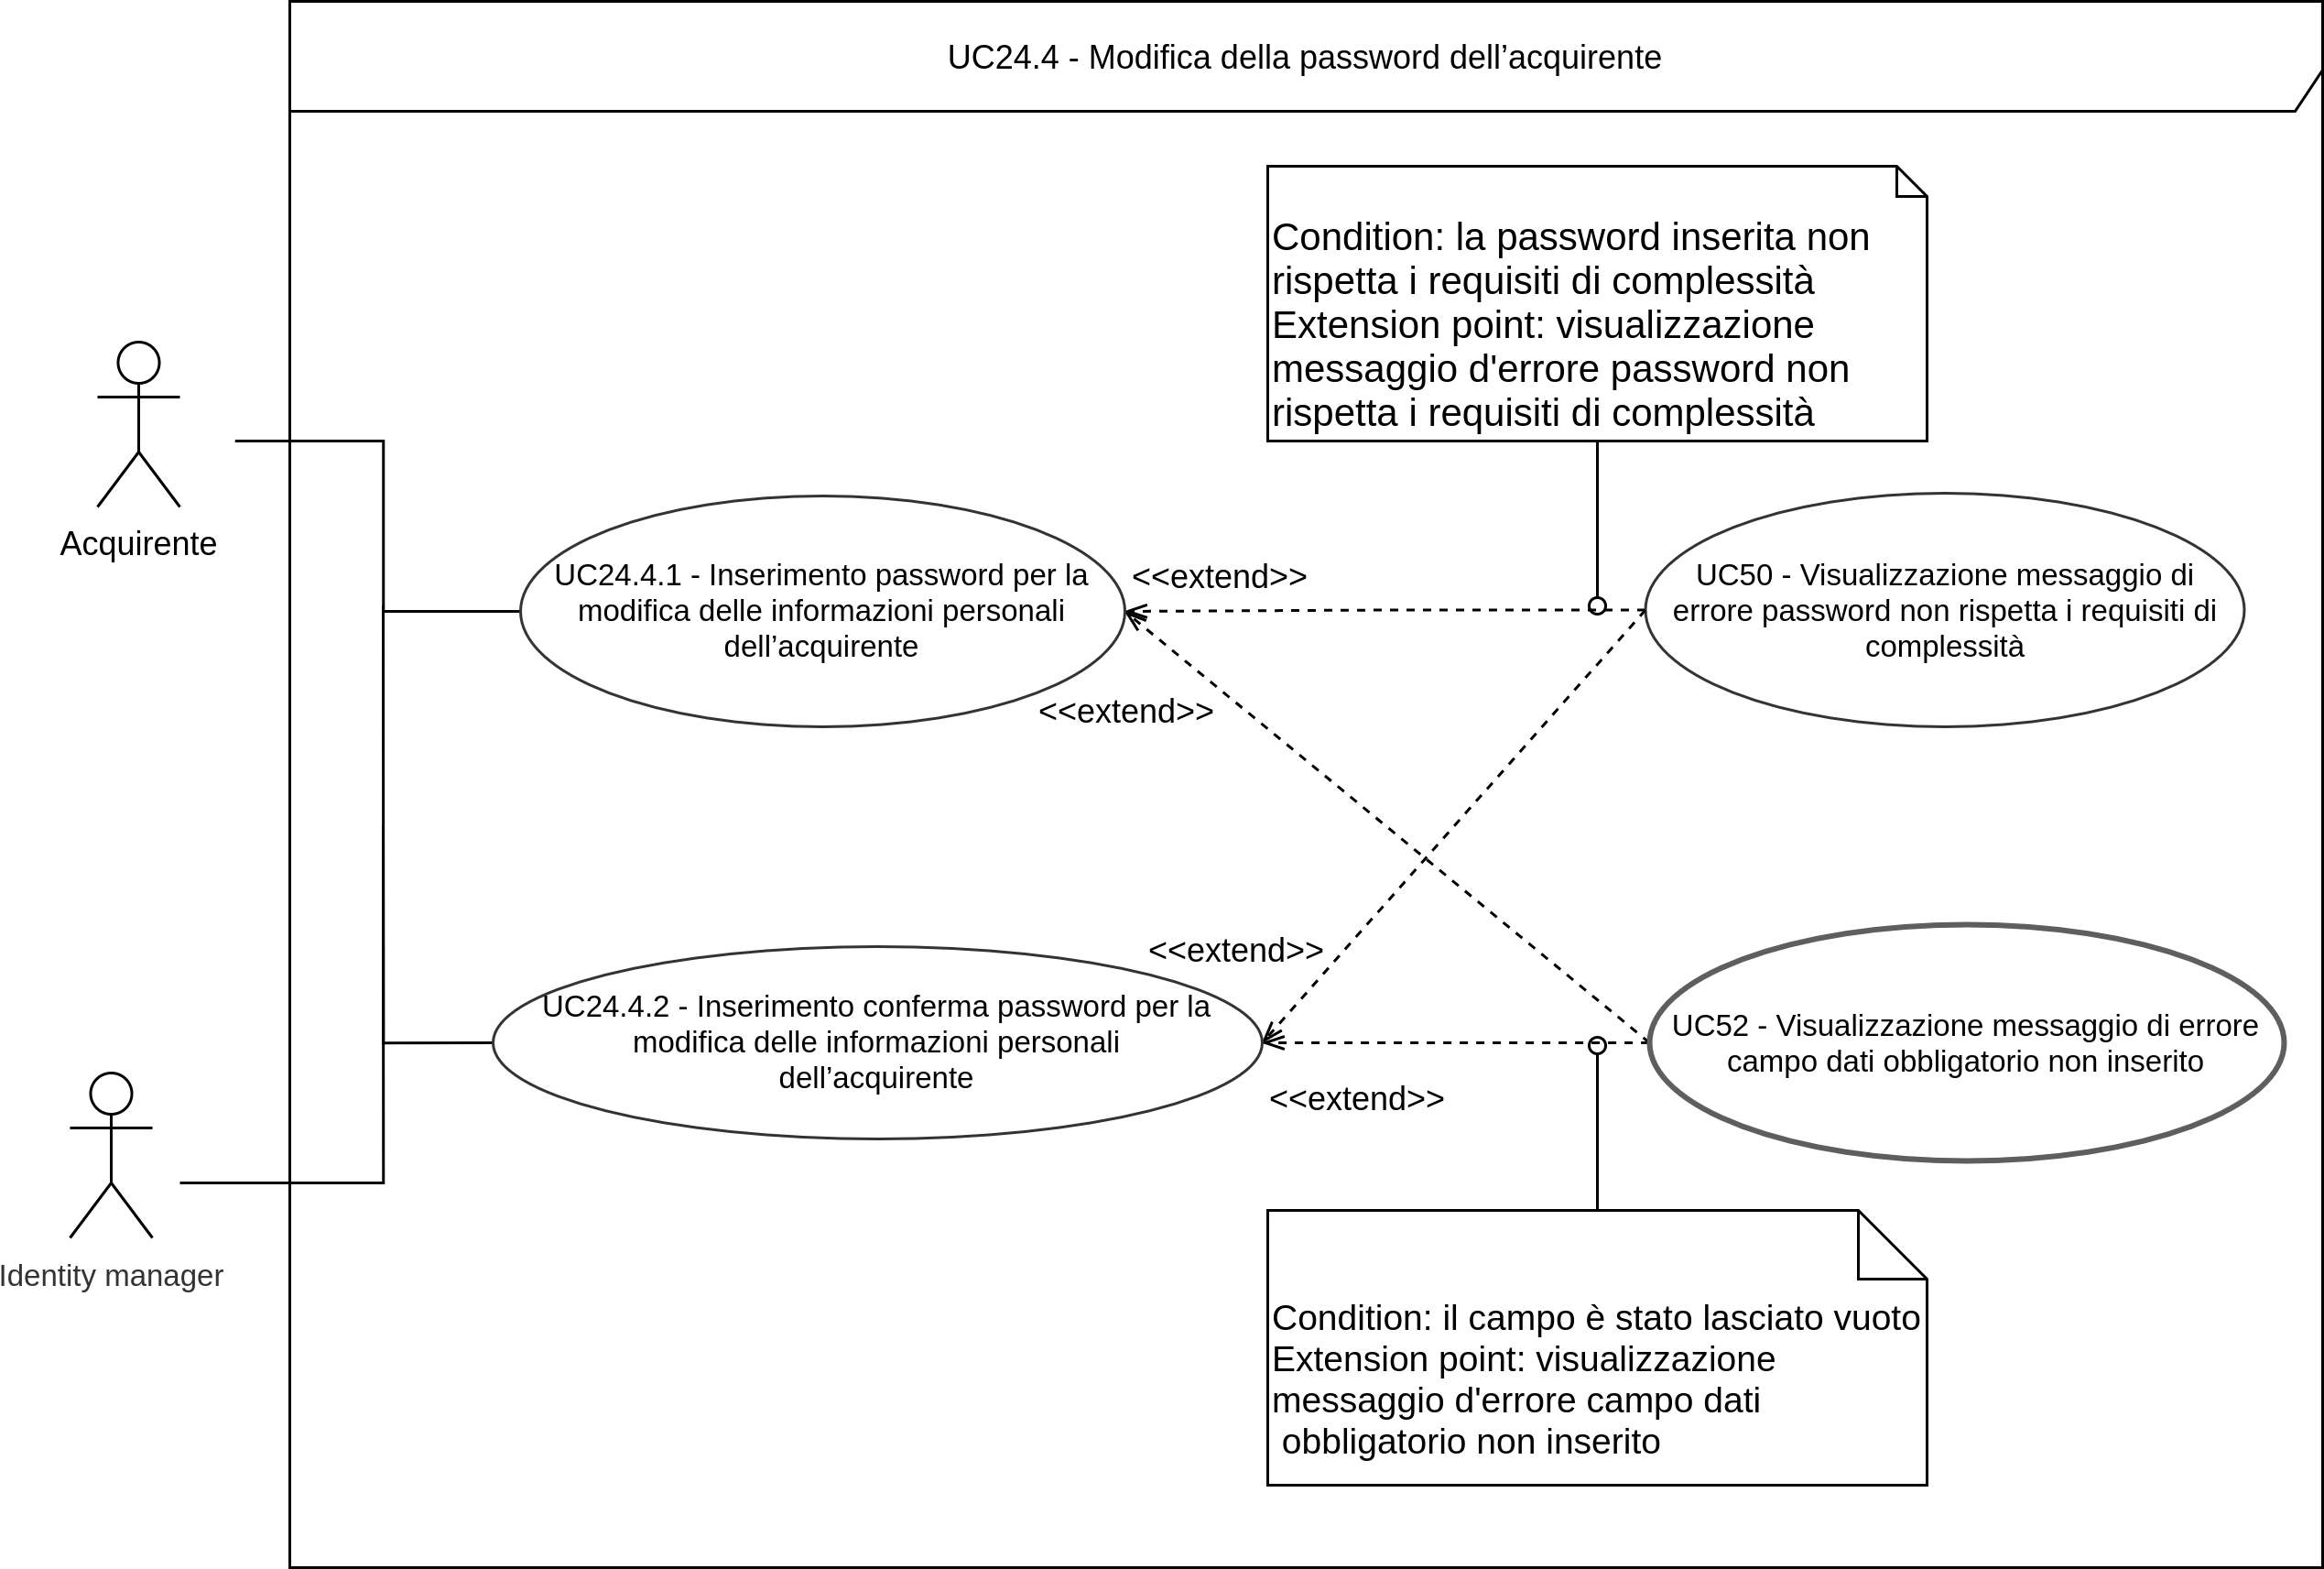 UC24.4 - Modifica della password dell’acquirente
Condition: la password inserita non
rispetta i requisiti di complessità
Extension point: visualizzazione
messaggio d'errore password non
rispetta i requisiti di complessità
Acquirente
UC24.4.1 - Inserimento password per la
modifica delle informazioni personali
dell’acquirente
<<extend>>
UC50 - Visualizzazione messaggio di
errore password non rispetta i requisiti di
complessità
<<extend>>
<<extend>>
UC24.4.2 - Inserimento conferma password per la
modifica delle informazioni personali
dell’acquirente
UC52 - Visualizzazione messaggio di errore
campo dati obbligatorio non inserito
<<extend>>
Identity manager
Condition: il campo è stato lasciato vuoto
Extension point: visualizzazione
messaggio d'errore campo dati
obbligatorio non inserito